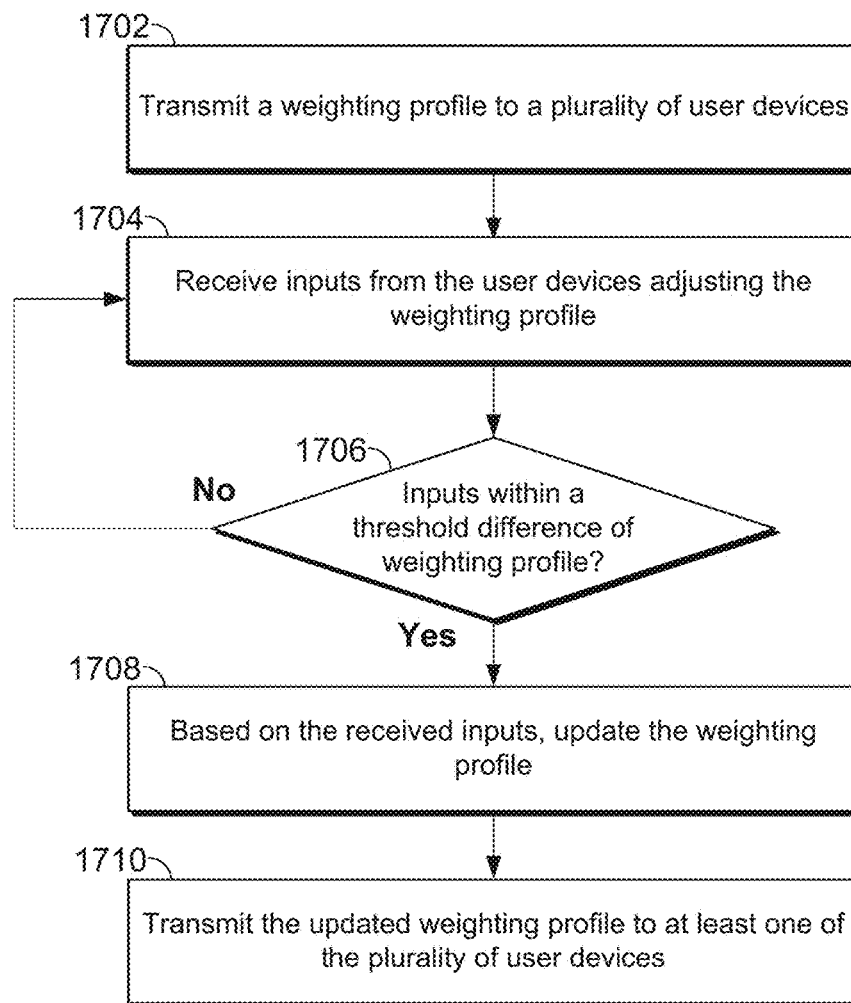 1702
Transmit a weighting profile to a plurality of user devices
1704
Receive inputs from the user devices adjusting the
weighting profile
1706
No
Inputs within a
threshold difference of
weighting profile?
Yes
1708
Based on the received inputs, update the weighting
profile
1710
Transmit the updated weighting profile to at least one of
the plurality of user devices